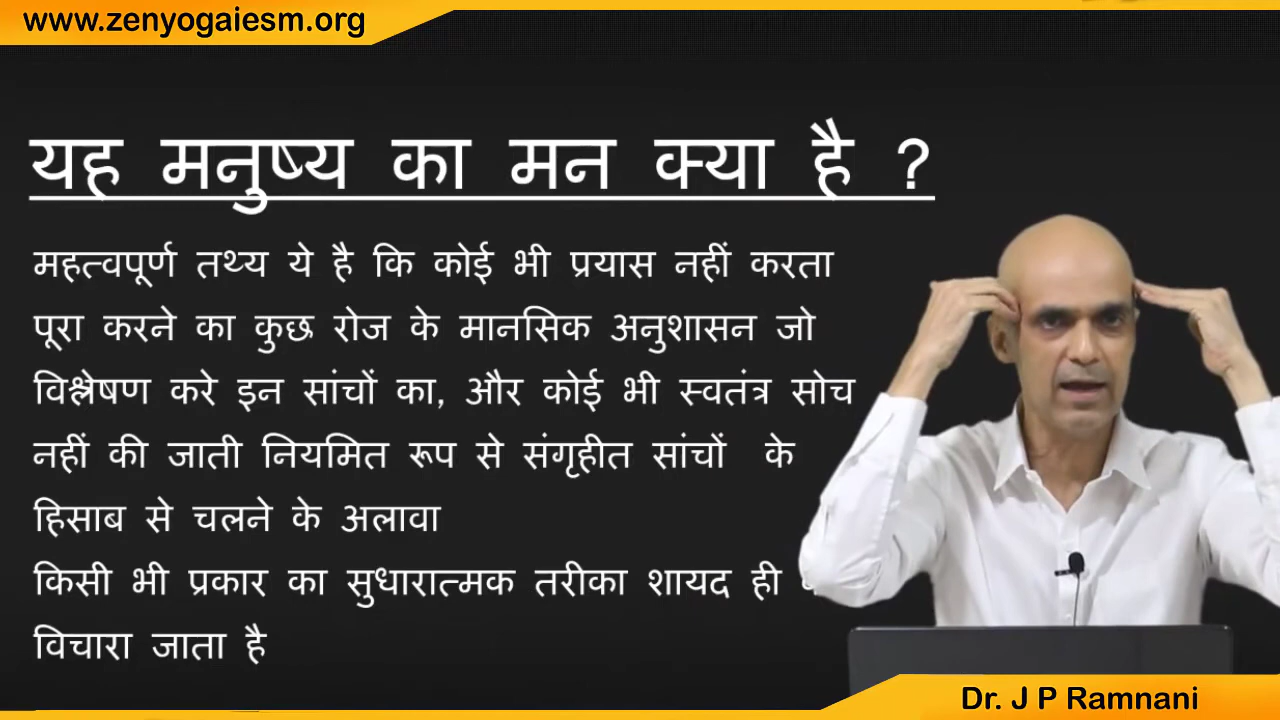 www.zenyogaiesm.org
यह मनुष्य का मन क्या है ?
महत्वपूर्ण तथ्य ये है कि कोई भी प्रयास नहीं करता
पूरा करने का कुछ रोज के मानसिक अनुशासन जो
विश्लेषण करे इन सांचों का, और कोई भी स्वतंत्र सोच
नहीं की जाती नियमित रूप से संगृहीत सांचों के
हिसाब से चलने के अलावा
किसी भी प्रकार का सुधारात्मक तरीका शायद ही
विचारा जाता है
Dr. J P Ramnani